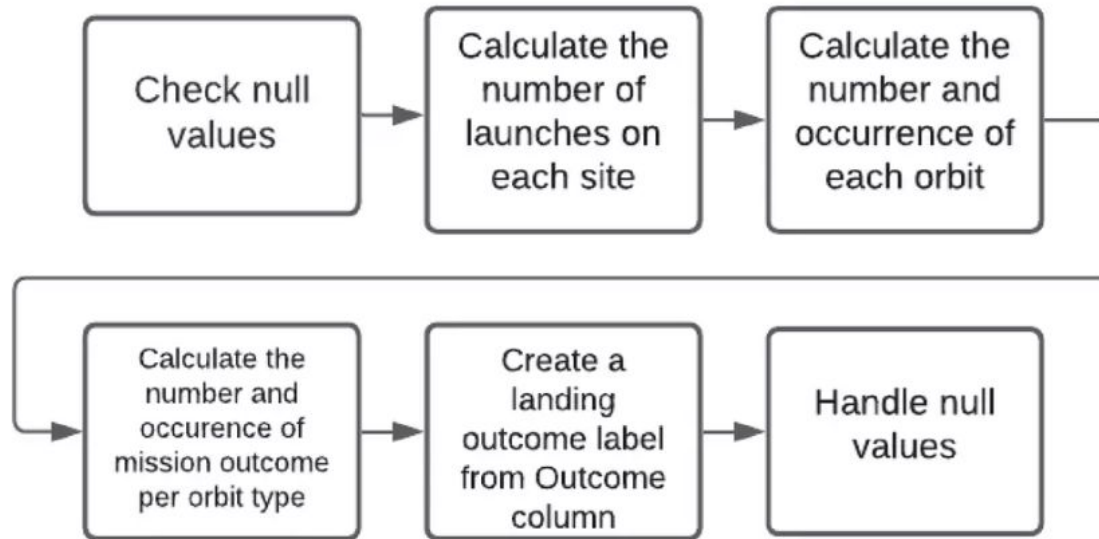 Check null
values
Calculate the
number of
launches on
each site
Calculate the
number and
occurrence of
each orbit
Calculate the
number and
occurence of
mission outcome
per orbit type
Create a
landing
outcome label
from Outcome
column
Handle null
values